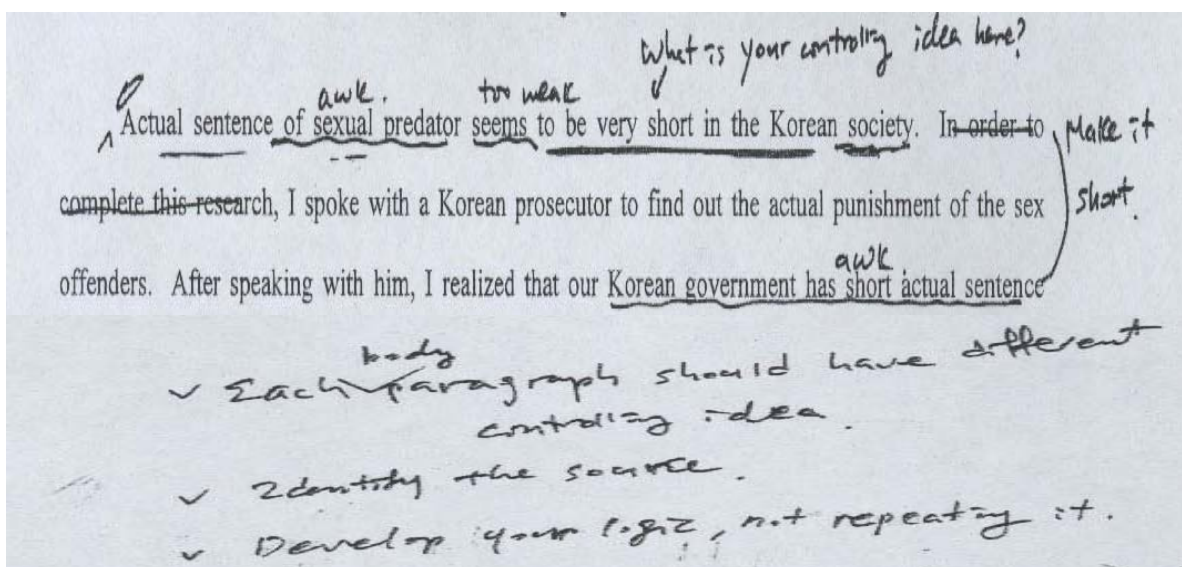 What is your controling idea here?
awk. too weak
Actual sentence of sexual predator seems to be very short in the Korean society. In order to
Make it
complete this research, I spoke with a Korean prosecutor to find out the actual punishment of the sex
short.
awk
offenders. After speaking with him, I realized that our Korean government has short actual sentence
body
✓ Each paragraph should have different
controling idea.
✓ Identify the source.
✓ Develop your logic, not repeating it.